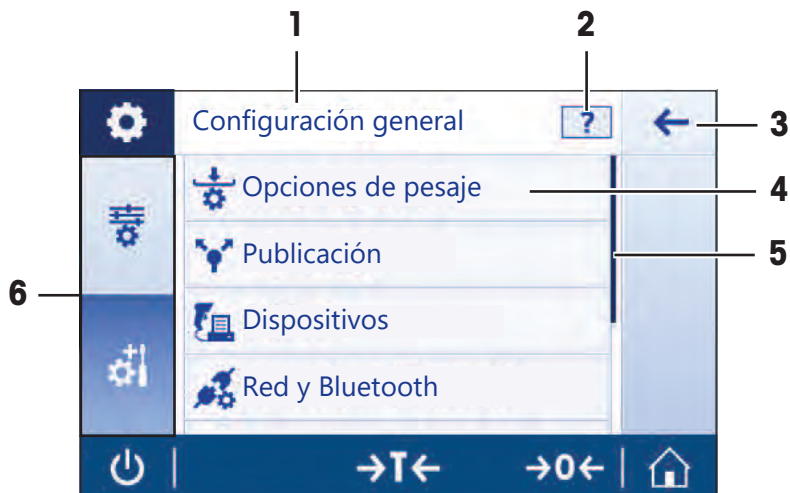 1 2
Configuración general ? 3
Opciones de pesaje 4
Publicación 5
6
Dispositivos
Red y Bluetooth
→T← →0←